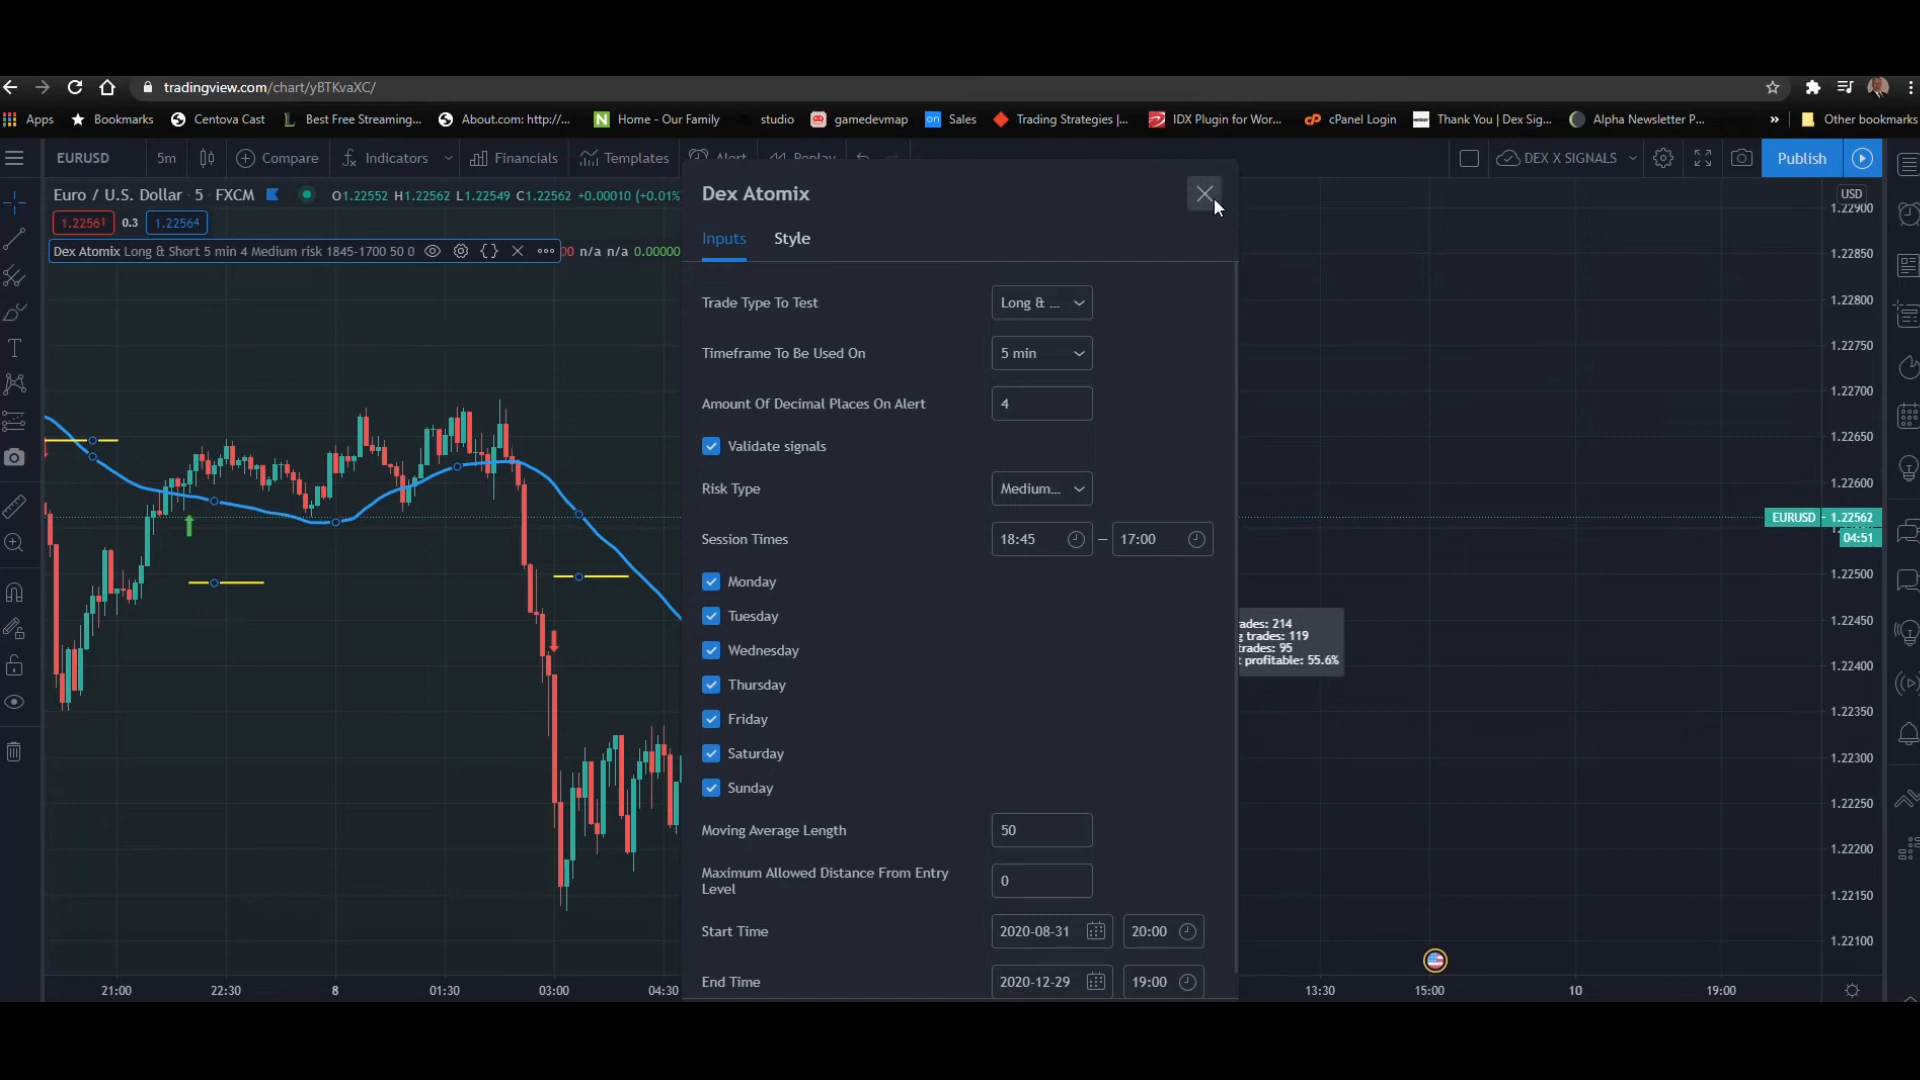 tradingview.com/chart/yBTKvaXC/
Apps Bookmarks Centova Cast Best Free Streaming... About.com: http://... Home - Our Family studio gamedevmap Sales Trading Strategies |... IDX Plugin for Wor... cPanel Login Thank You | Dex Sig... Alpha Newsletter P... » Other bookmarks
EURUSD 5m Compare Indicators Financials Templates Alert Replay DEX X SIGNALS Publish
Euro / U.S. Dollar · 5 · FXCM O1.22552 H1.22562 L1.22549 C1.22562 +0.00010 (+0.01%
1.22561 0.3 1.22564
Dex Atomix Long & Short 5 min 4 Medium risk 1845-1700 50 0 00 n/a n/a 0.00000
Dex Atomix
Inputs Style
Trade Type To Test Long & ...
Timeframe To Be Used On 5 min
Amount Of Decimal Places On Alert 4
Validate signals
Risk Type Medium...
Session Times 18:45 – 17:00
Monday
Tuesday
Wednesday
Thursday
Friday
Saturday
Sunday
Moving Average Length 50
Maximum Allowed Distance From Entry
Level
0
Start Time 2020-08-31 20:00
End Time 2020-12-29 19:00
rades: 214
g trades: 119
trades: 95
t profitable: 55.6%
USD
1.22900
1.22850
1.22800
1.22750
1.22700
1.22650
1.22600
EURUSD 1.22562
04:51
1.22500
1.22450
1.22400
1.22350
1.22300
1.22250
1.22200
1.22150
1.22100
21:00 22:30 8 01:30 03:00 04:30 13:30 15:00 10 19:00